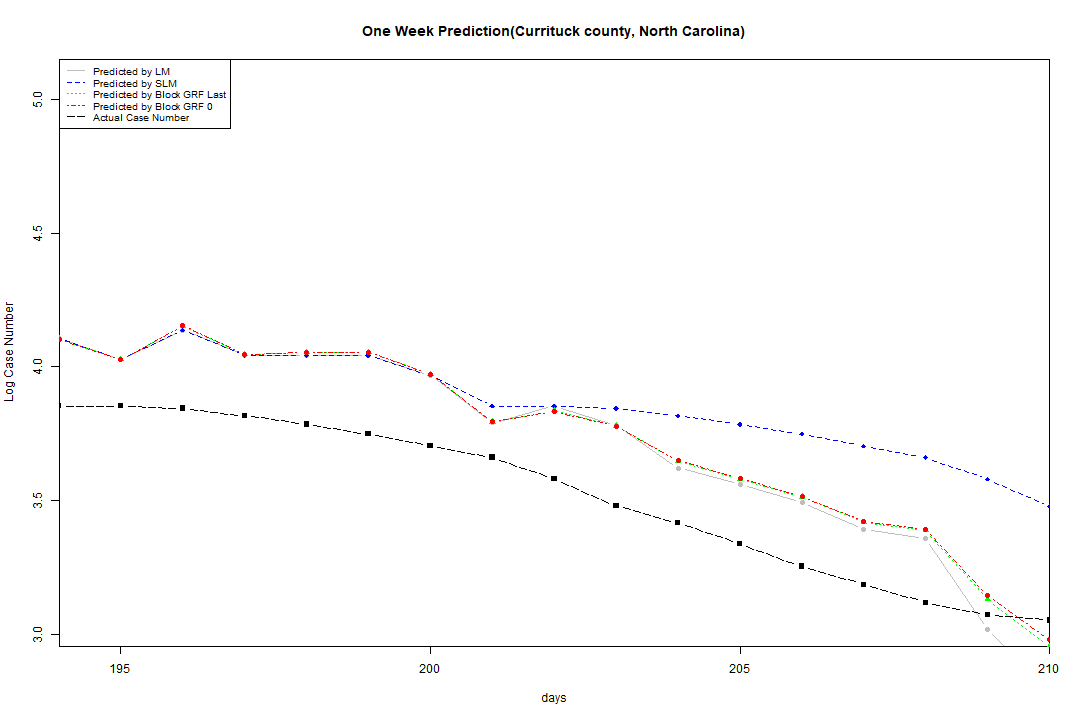 One Week Prediction(Currituck county, North Carolina)
Predicted by LM
Predicted by SLM
Predicted by Block GRF Last
Predicted by Block GRF 0
Actual Case Number
5.0
4.5
4.0
3.5
3.0
Log Case Number
195
200
205
210
days